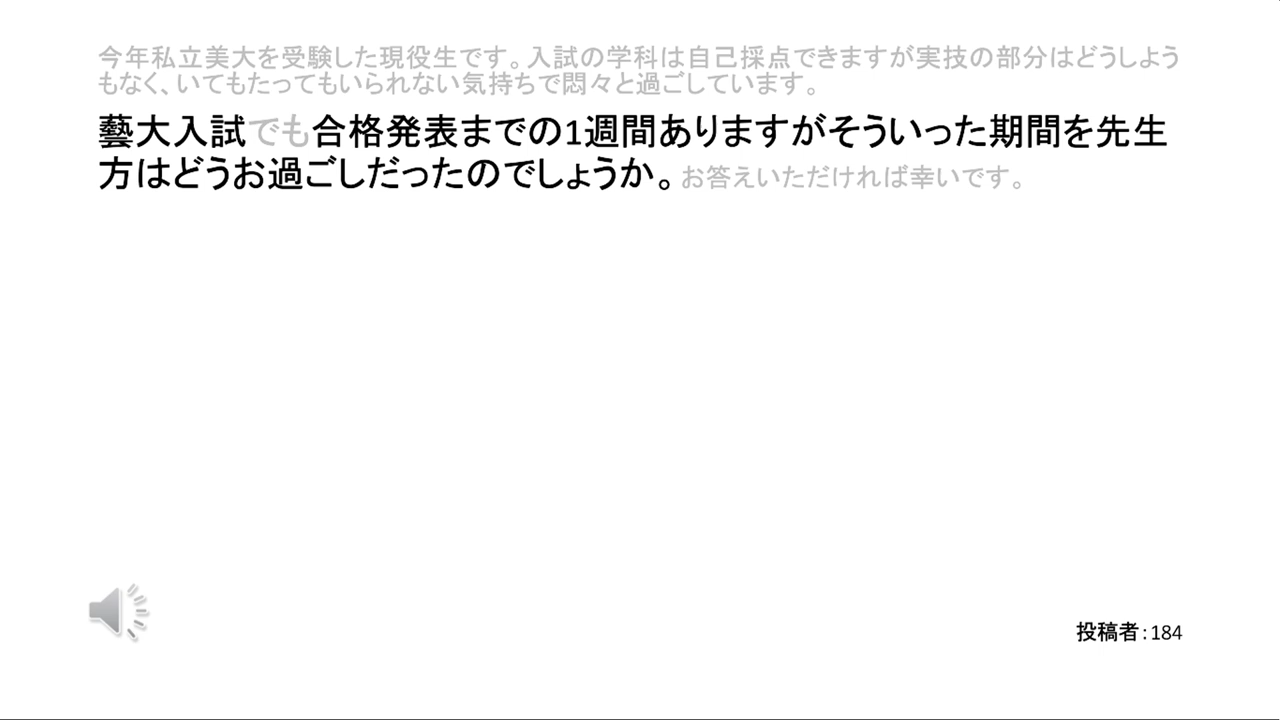 今年私立美大を受験した現役生です。入試の学科は自己採点できますが実技の部分はどうしよう
もなく、いてもたってもいられない気持ちで悶々と過ごしています。
藝大入試でも合格発表までの1週間ありますがそういった期間を先生
方はどうお過ごしだったのでしょうか。お答えいただければ幸いです。
投稿者：184